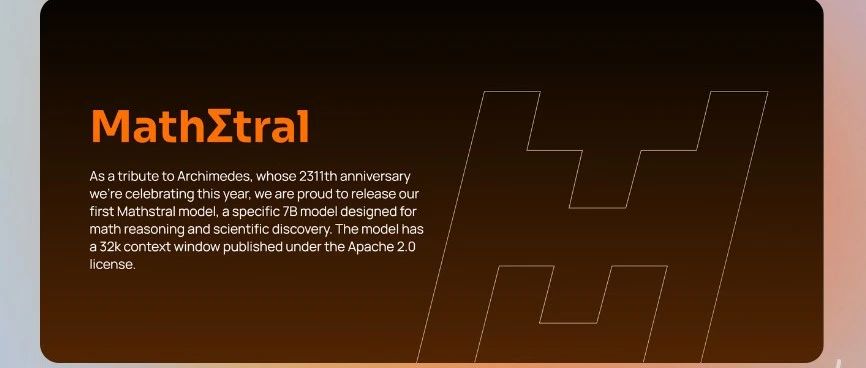 MathΣtral
As a tribute to Archimedes, whose 2311th anniversary
we're celebrating this year, we are proud to release our
first Mathstral model, a specific 7B model designed for
math reasoning and scientific discovery. The model has
a 32k context window published under the Apache 2.0
license.